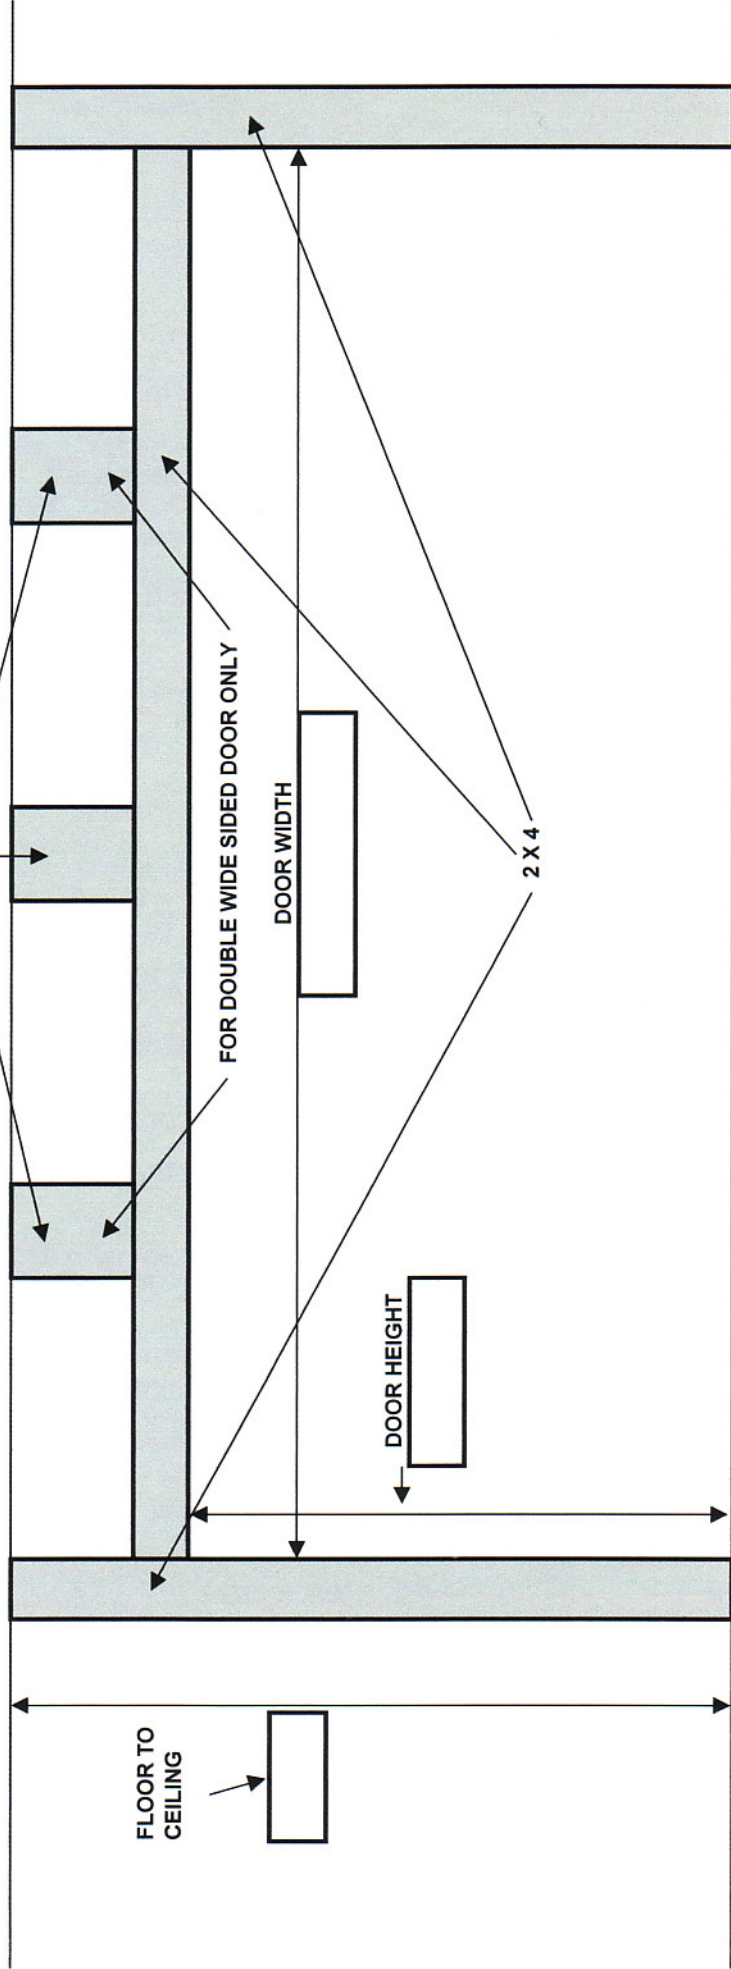 FOR DOUBLE WIDE SIDED DOOR ONLY
DOOR WIDTH
2 X 4
DOOR HEIGHT
FLOOR TO
CEILING